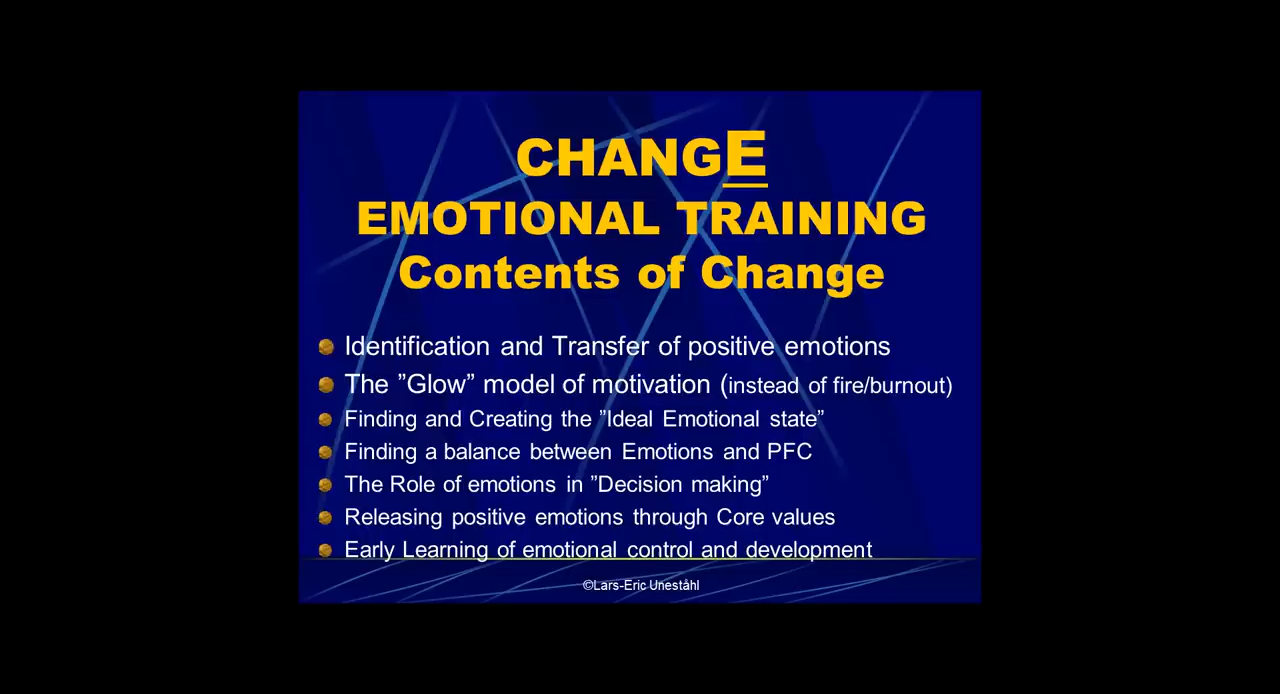 CHANGE
EMOTIONAL TRAINING
Contents of Change
Identification and Transfer of positive emotions
The ”Glow” model of motivation (instead of fire/burnout)
Finding and Creating the ”Ideal Emotional state”
Finding a balance between Emotions and PFC
The Role of emotions in ”Decision making”
Releasing positive emotions through Core values
Early Learning of emotional control and development
©Lars-Eric Uneståhl